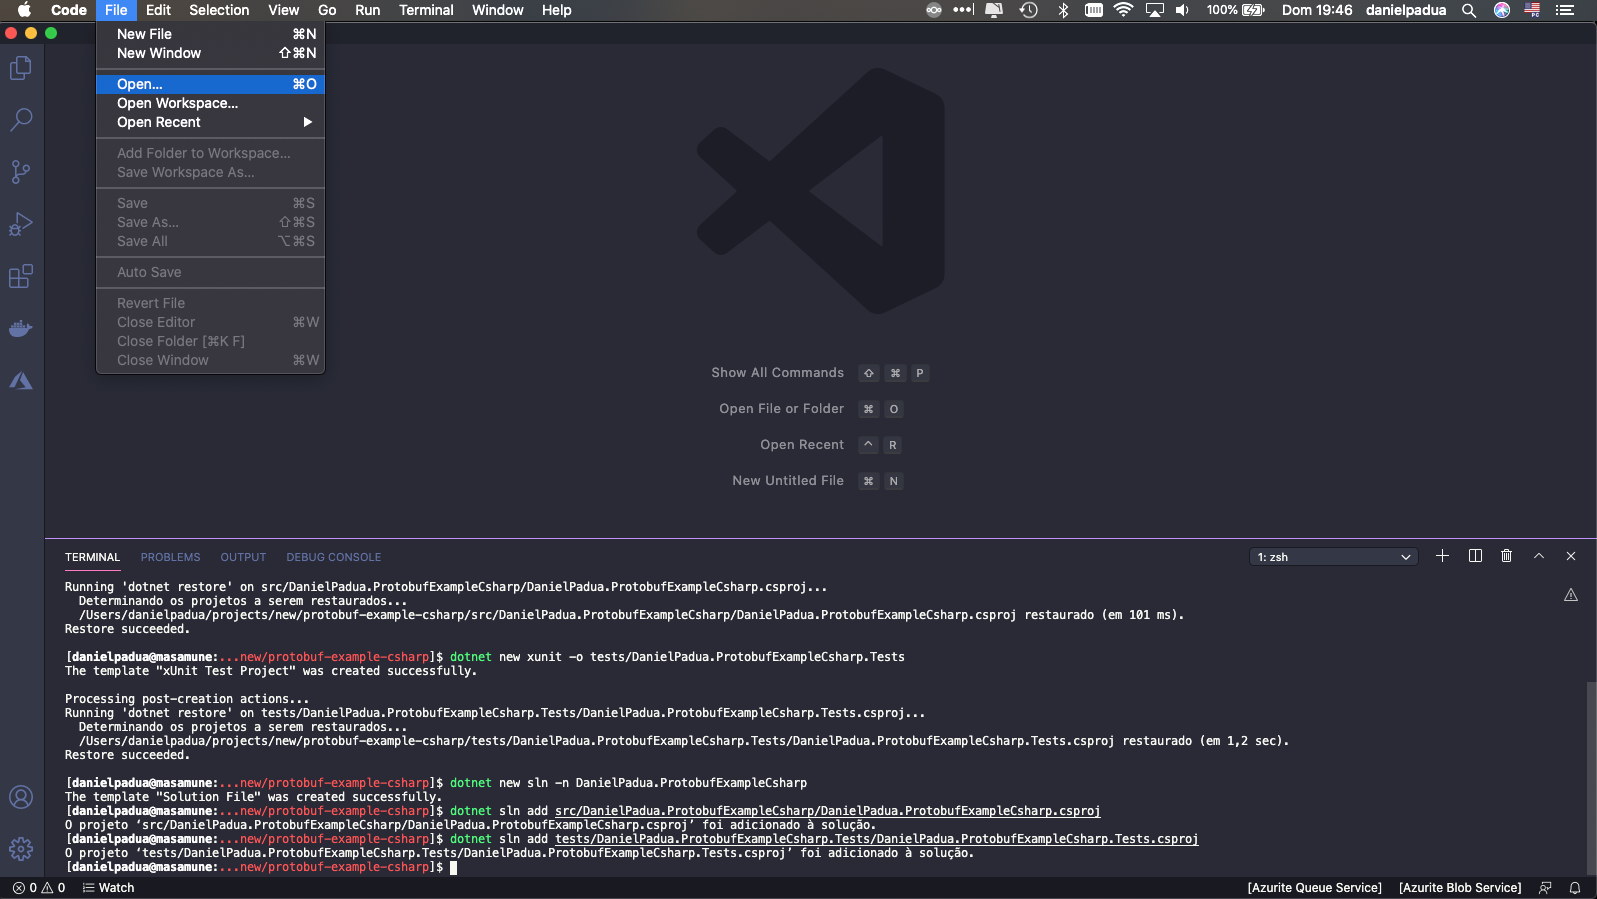 Code File Edit Selection View Go Run Terminal Window Help 100% Dom 19:46 danielpadua
New File ⌘N
New Window ⇧⌘N
Open... ⌘O
Open Workspace...
Open Recent ▶
Add Folder to Workspace...
Save Workspace As...
Save ⌘S
Save As... ⇧⌘S
Save All ⌥⌘S
Auto Save
Revert File
Close Editor ⌘W
Close Folder [⌘K F]
Close Window ⌘W
Show All Commands ⇧ ⌘ P
Open File or Folder ⌘ O
Open Recent ^ R
New Untitled File ⌘ N
TERMINAL PROBLEMS OUTPUT DEBUG CONSOLE 1: zsh
Running 'dotnet restore' on src/DanielPadua.ProtobufExampleCsharp/DanielPadua.ProtobufExampleCsharp.csproj...
Determinando os projetos a serem restaurados...
/Users/danielpadua/projects/new/protobuf-example-csharp/src/DanielPadua.ProtobufExampleCsharp/DanielPadua.ProtobufExampleCsharp.csproj restaurado (em 101 ms).
Restore succeeded.
[danielpadua@masamune:...new/protobuf-example-csharp]$ dotnet new xunit -o tests/DanielPadua.ProtobufExampleCsharp.Tests
The template "xUnit Test Project" was created successfully.
Processing post-creation actions...
Running 'dotnet restore' on tests/DanielPadua.ProtobufExampleCsharp.Tests/DanielPadua.ProtobufExampleCsharp.Tests.csproj...
Determinando os projetos a serem restaurados...
/Users/danielpadua/projects/new/protobuf-example-csharp/tests/DanielPadua.ProtobufExampleCsharp.Tests/DanielPadua.ProtobufExampleCsharp.Tests.csproj restaurado (em 1,2 sec).
Restore succeeded.
[danielpadua@masamune:...new/protobuf-example-csharp]$ dotnet new sln -n DanielPadua.ProtobufExampleCsharp
The template "Solution File" was created successfully.
[danielpadua@masamune:...new/protobuf-example-csharp]$ dotnet sln add src/DanielPadua.ProtobufExampleCsharp/DanielPadua.ProtobufExampleCsharp.csproj
O projeto ‘src/DanielPadua.ProtobufExampleCsharp/DanielPadua.ProtobufExampleCsharp.csproj’ foi adicionado à solução.
[danielpadua@masamune:...new/protobuf-example-csharp]$ dotnet sln add tests/DanielPadua.ProtobufExampleCsharp.Tests/DanielPadua.ProtobufExampleCsharp.Tests.csproj
O projeto ‘tests/DanielPadua.ProtobufExampleCsharp.Tests/DanielPadua.ProtobufExampleCsharp.Tests.csproj’ foi adicionado à solução.
[danielpadua@masamune:...new/protobuf-example-csharp]$
0 0 Watch [Azurite Queue Service] [Azurite Blob Service]